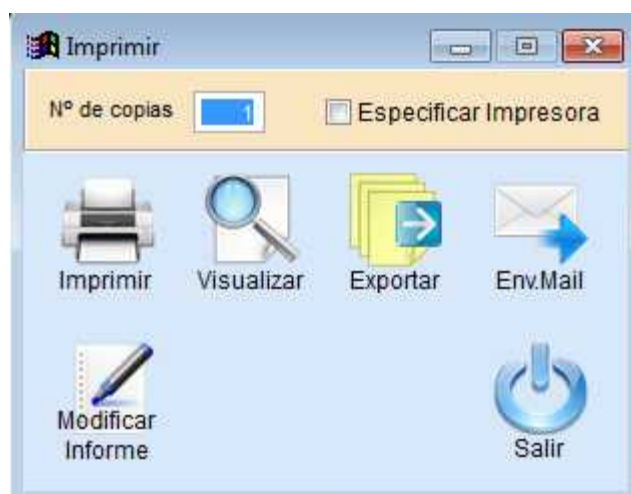 Imprimir
Nº de copias 1 Especificar Impresora
Imprimir Visualizar Exportar Env.Mail
Modificar
Informe Salir